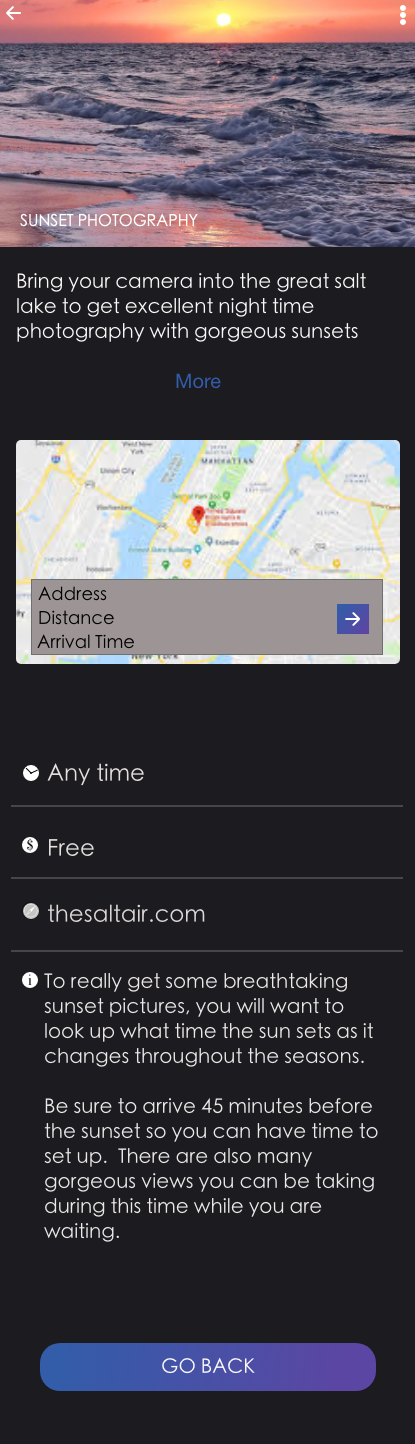 SUNSET PHOTOGRAPHY
Bring your camera into the great salt
lake to get excellent night time
photography with gorgeous sunsets
More
Union City
MANHATTAN
Address
Distance
Arrival Time
Any time
Free
thesaltair.com
To really get some breathtaking
sunset pictures, you will want to
look up what time the sun sets as it
changes throughout the seasons.
Be sure to arrive 45 minutes before
the sunset so you can have time to
set up.  There are also many
gorgeous views you can be taking
during this time while you are
waiting.
GO BACK